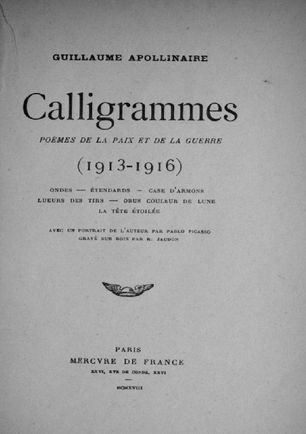 GUILLAUME APOLLINAIRE
Calligrammes
POÈMES DE LA PAIX ET DE LA GUERRE
(1913-1916)
ONDES — ÉTENDARDS — CASE D'ARMONS
LUEURS DES TIRS — OBUS COULEUR DE LUNE
LA TÊTE ÉTOILÉE
AVEC UN PORTRAIT DE L'AUTEUR PAR PABLO PICASSO
GRAVÉ SUR BOIS PAR R. JAUDON
PARIS
MERCVRE DE FRANCE
XXVI, RVE DE CONDÉ, XXVI
MCMXVIII